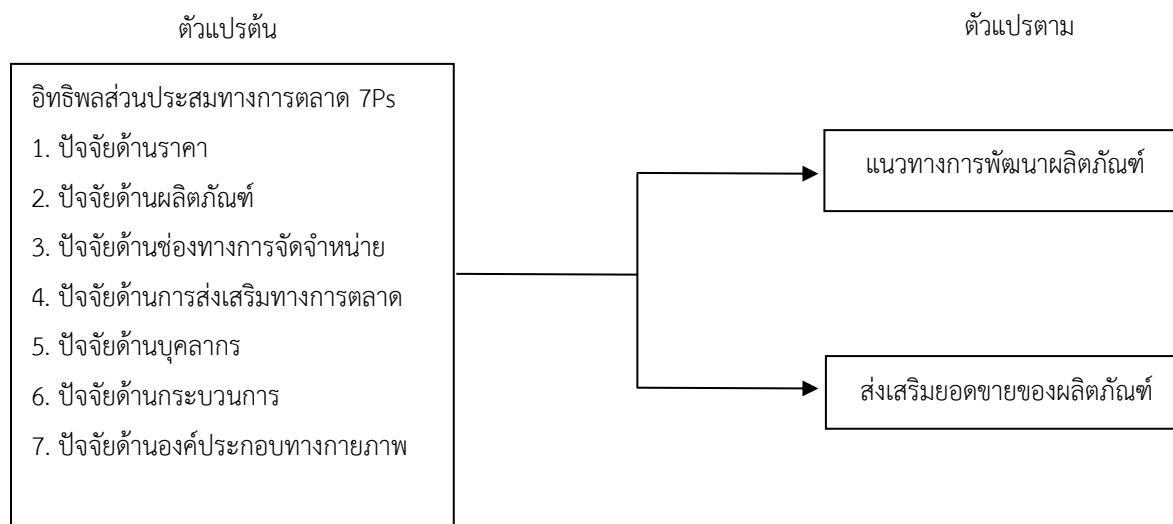 ตัวแปรต้น
ตัวแปรตาม
อิทธิพลส่วนประสมทางการตลาด 7Ps
1. ปัจจัยด้านราคา
2. ปัจจัยด้านผลิตภัณฑ์
3. ปัจจัยด้านช่องทางการจัดจำหน่าย
4. ปัจจัยด้านการส่งเสริมทางการตลาด
5. ปัจจัยด้านบุคลากร
6. ปัจจัยด้านกระบวนการ
7. ปัจจัยด้านองค์ประกอบทางกายภาพ
แนวทางการพัฒนาผลิตภัณฑ์
ส่งเสริมยอดขายของผลิตภัณฑ์